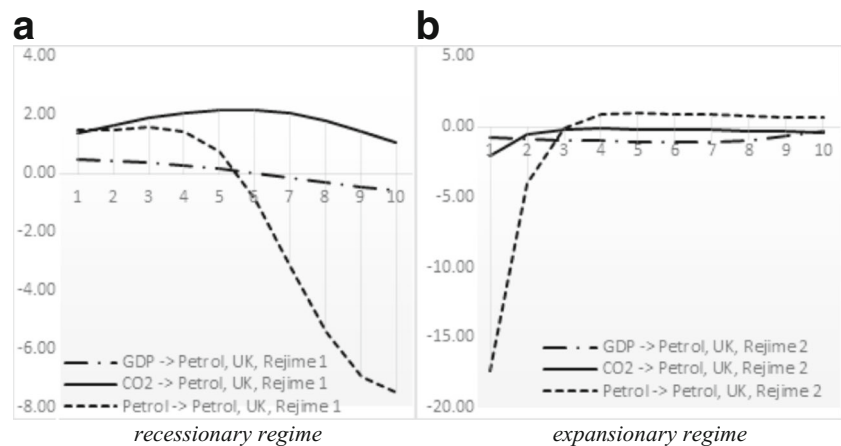 a
4.00
2.00
0.00
-2.00
-4.00
-6.00
-8.00
1 2 3 4 5 6 7 8 9 10
GDP -> Petrol, UK, Rejime 1
CO2 -> Petrol, UK, Rejime 1
Petrol -> Petrol, UK, Rejime 1
recessionary regime
b
5.00
0.00
-5.00
-10.00
-15.00
-20.00
1 2 3 4 5 6 7 8 9 10
GDP -> Petrol, UK, Rejime 2
CO2 -> Petrol, UK, Rejime 2
Petrol -> Petrol, UK, Rejime 2
expansionary regime